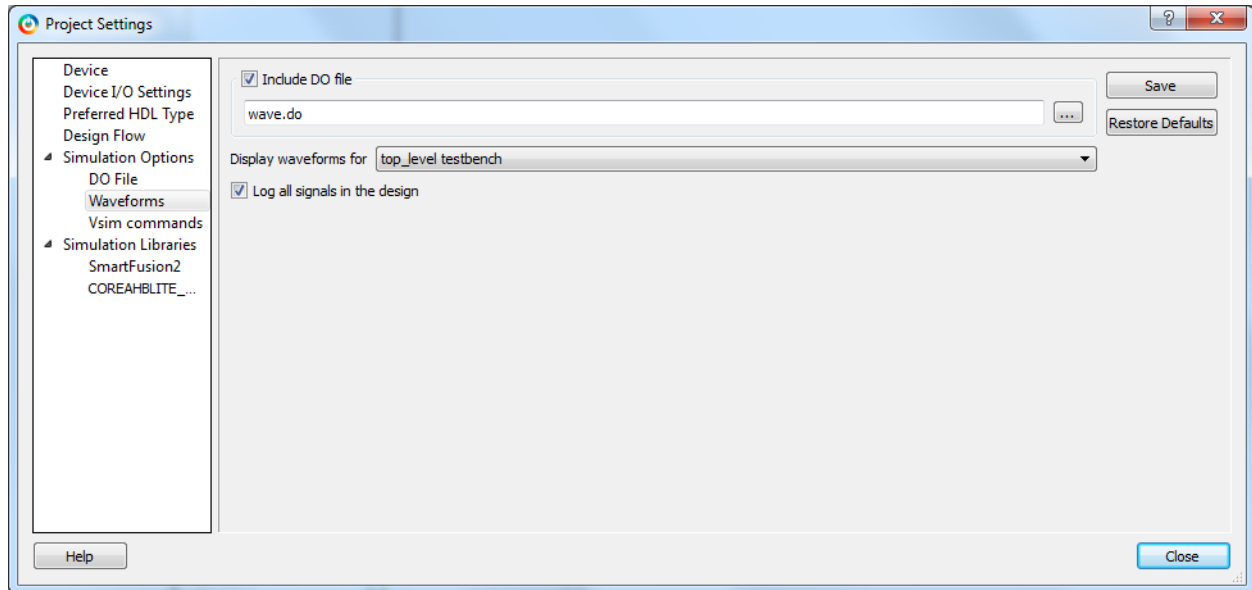 Project Settings
Device
Device I/O Settings
Preferred HDL Type
Design Flow
Simulation Options
DO File
Waveforms
Vsim commands
Simulation Libraries
SmartFusion2
COREAHBLITE_...
Include DO file
wave.do
...
Display waveforms for top_level testbench
Log all signals in the design
Save
Restore Defaults
Help
Close